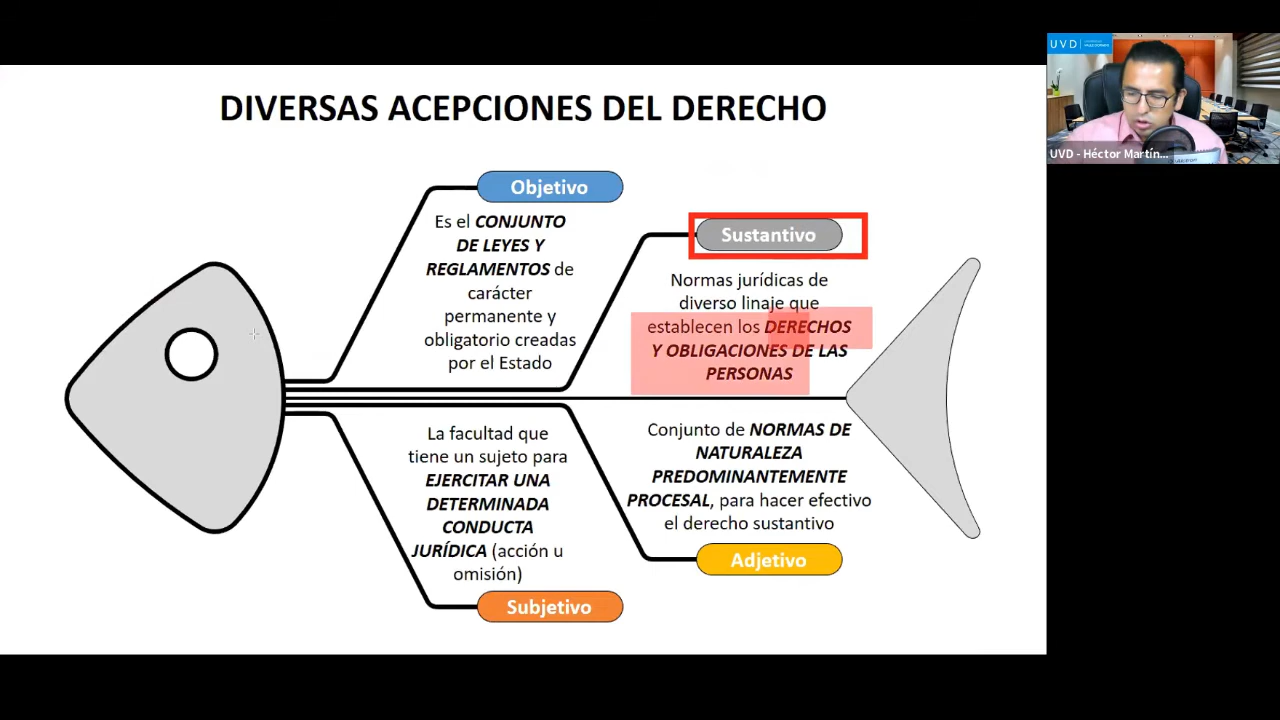 DIVERSAS ACEPCIONES DEL DERECHO
Objetivo
Es el CONJUNTO
DE LEYES Y
REGLAMENTOS de
carácter
permanente y
obligatorio creadas
por el Estado
Sustantivo
Normas jurídicas de
diverso linaje que
establecen los DERECHOS
Y OBLIGACIONES DE LAS
PERSONAS
La facultad que
tiene un sujeto para
EJERCITAR UNA
DETERMINADA
CONDUCTA
JURÍDICA (acción u
omisión)
Subjetivo
Conjunto de NORMAS DE
NATURALEZA
PREDOMINANTEMENTE
PROCESAL, para hacer efectivo
el derecho sustantivo
Adjetivo
UVD
UVD - Héctor Martín...